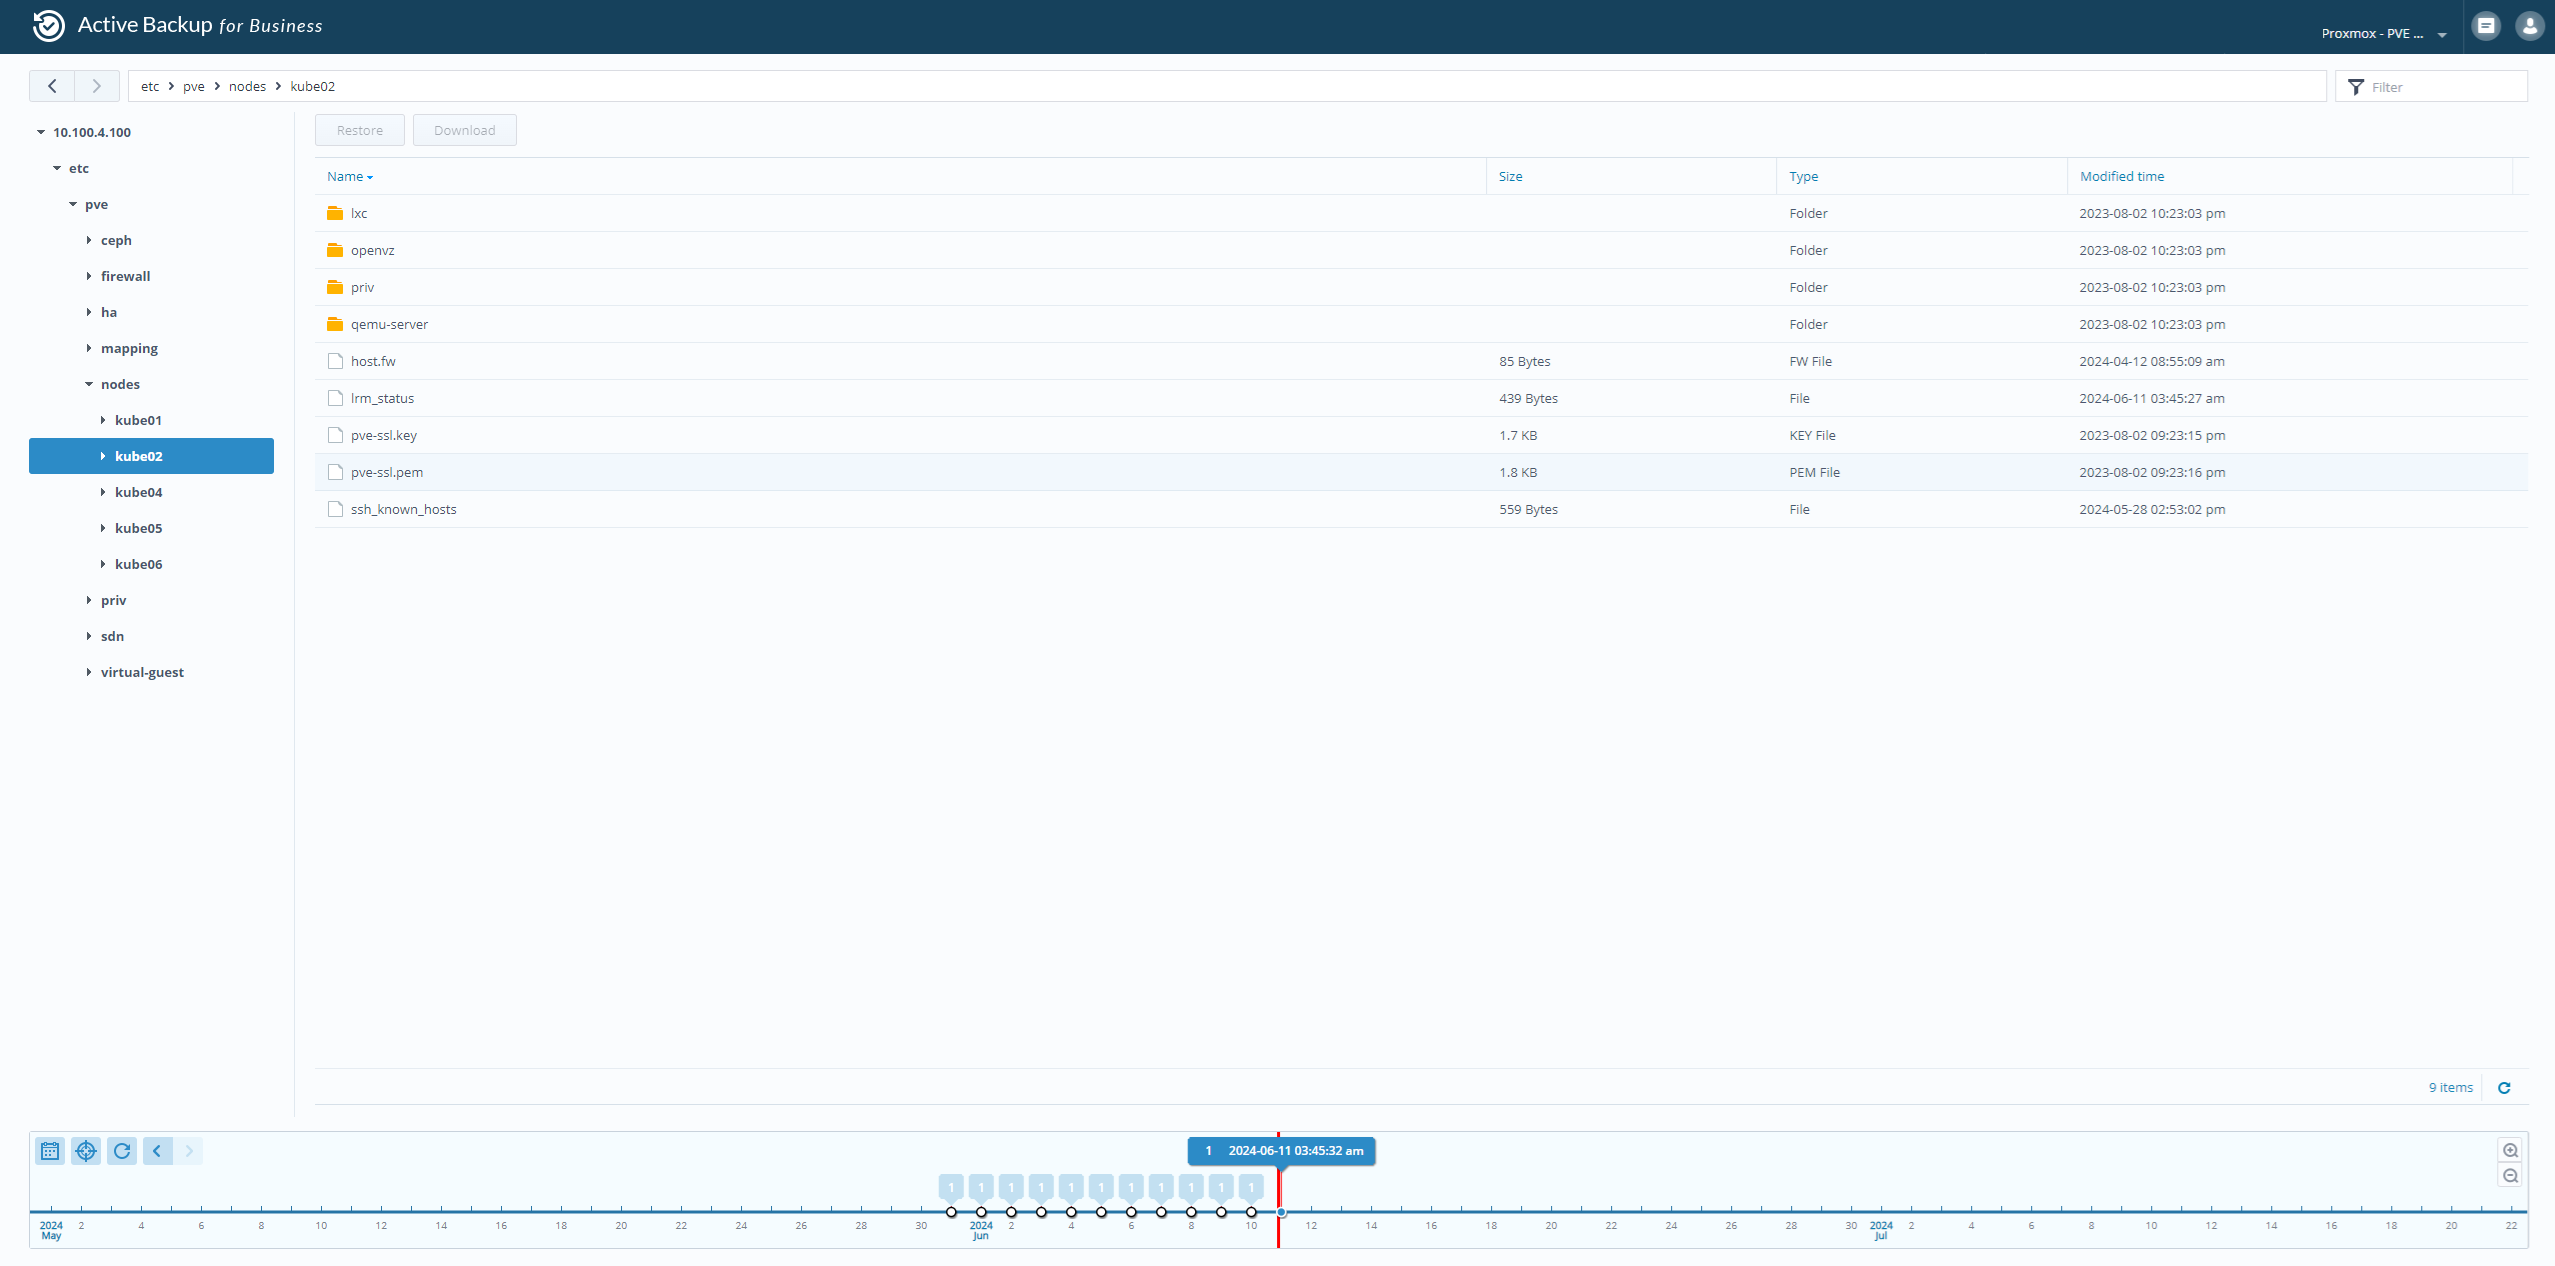 Active Backup for Business
Proxmox - PVE ...
etc > pve > nodes > kube02
Filter
10.100.4.100
etc
pve
ceph
firewall
ha
mapping
nodes
kube01
kube02
kube04
kube05
kube06
priv
sdn
virtual-guest
Restore Download
Name Size Type Modified time
lxc Folder 2023-08-02 10:23:03 pm
openvz Folder 2023-08-02 10:23:03 pm
priv Folder 2023-08-02 10:23:03 pm
qemu-server Folder 2023-08-02 10:23:03 pm
host.fw 85 Bytes FW File 2024-04-12 08:55:09 am
lrm_status 439 Bytes File 2024-06-11 03:45:27 am
pve-ssl.key 1.7 KB KEY File 2023-08-02 09:23:15 pm
pve-ssl.pem 1.8 KB PEM File 2023-08-02 09:23:16 pm
ssh_known_hosts 559 Bytes File 2024-05-28 02:53:02 pm
9 items
1 2024-06-11 03:45:32 am
1 1 1 1 1 1 1 1 1 1 1
2024 2 4 6 8 10 12 14 16 18 20 22 24 26 28 30 2024 2 4 6 8 10 12 14 16 18 20 22 24 26 28 30 2024 2 4 6 8 10 12 14 16 18 20 22
May Jun Jul